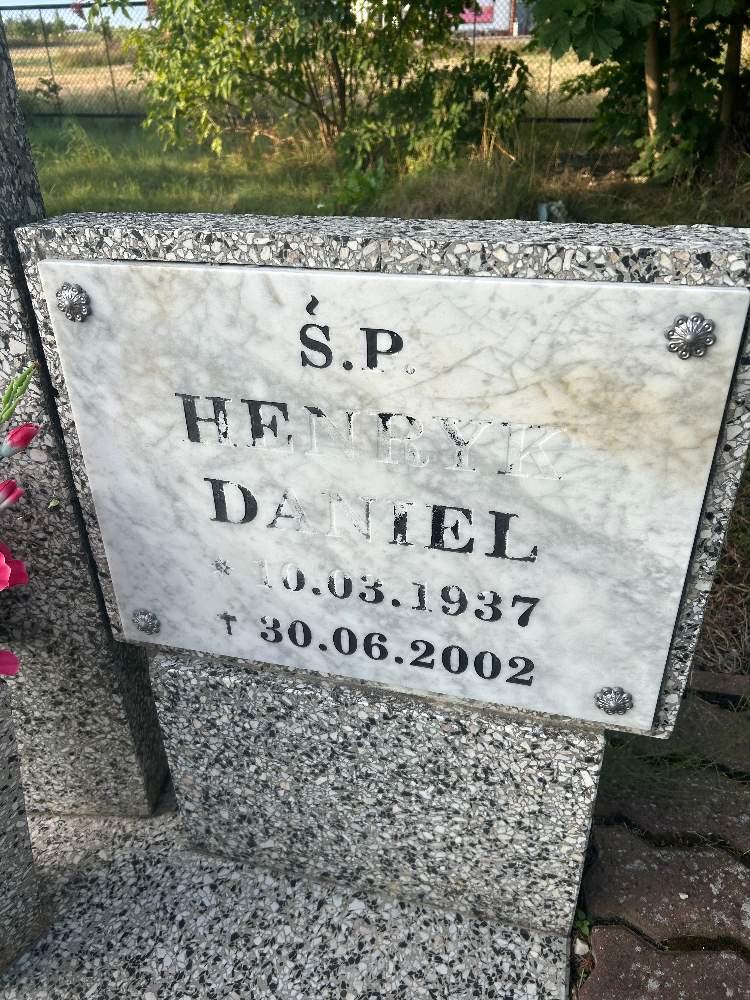 Ś.P.
HENRYK
DANIEL
* 10.03.1937
✝ 30.06.2002